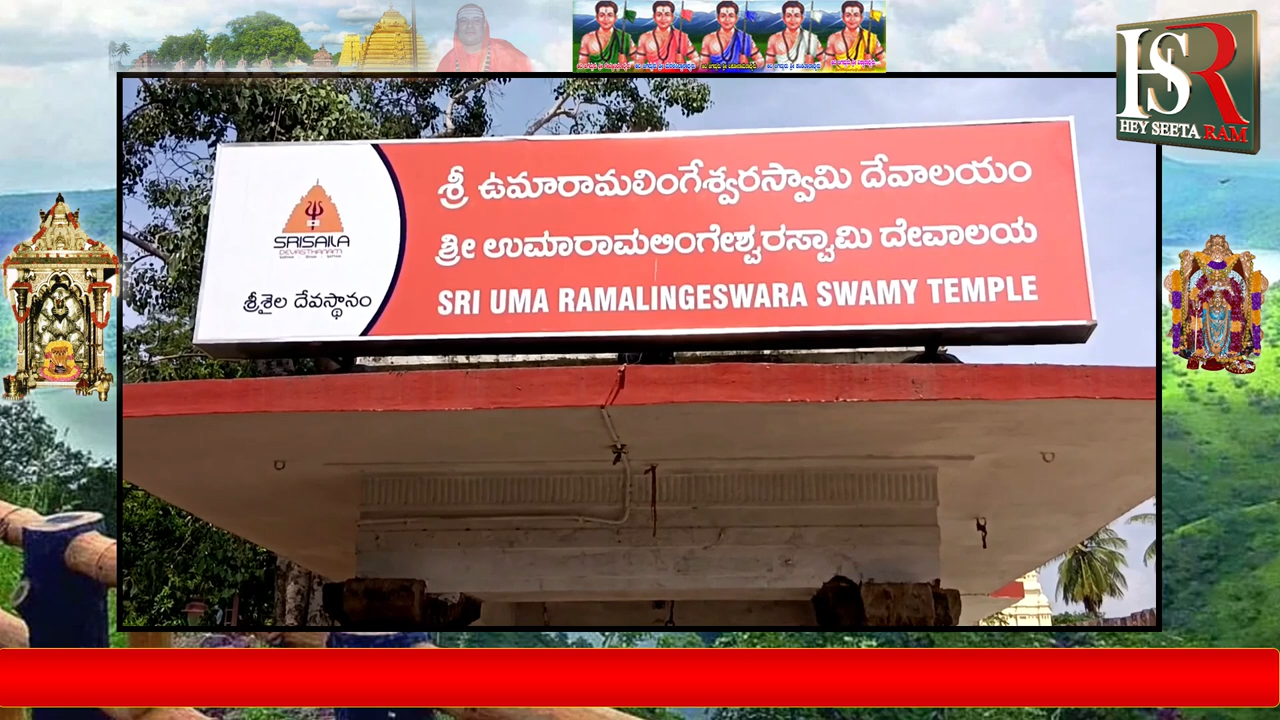 HSR
HEY SEETA RAM
శ్రీ ఉమారామలింగేశ్వరస్వామి దేవాలయం
ಶ್ರೀ ಉಮಾರಾಮಲಿಂಗೇಶ್ವರಸ್ವಾಮಿ ದೇವಾಲಯ
SRI UMA RAMALINGESWARA SWAMY TEMPLE
SRISAILA
DEVASTHANAM
శ్రీశైల దేవస్థానం